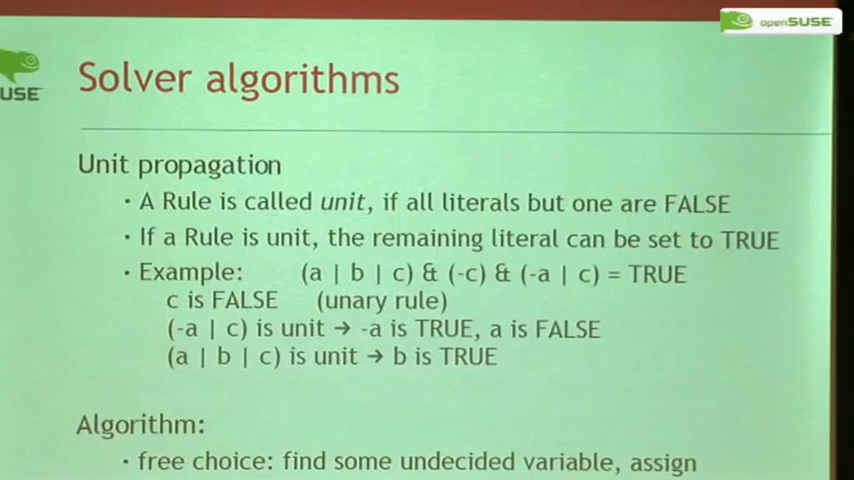 openSUSE
SUSE
Solver algorithms
Unit propagation
· A Rule is called unit, if all literals but one are FALSE
· If a Rule is unit, the remaining literal can be set to TRUE
· Example: (a | b | c) & (-c) & (-a | c) = TRUE
c is FALSE (unary rule)
(-a | c) is unit → -a is TRUE, a is FALSE
(a | b | c) is unit → b is TRUE
Algorithm:
· free choice: find some undecided variable, assign